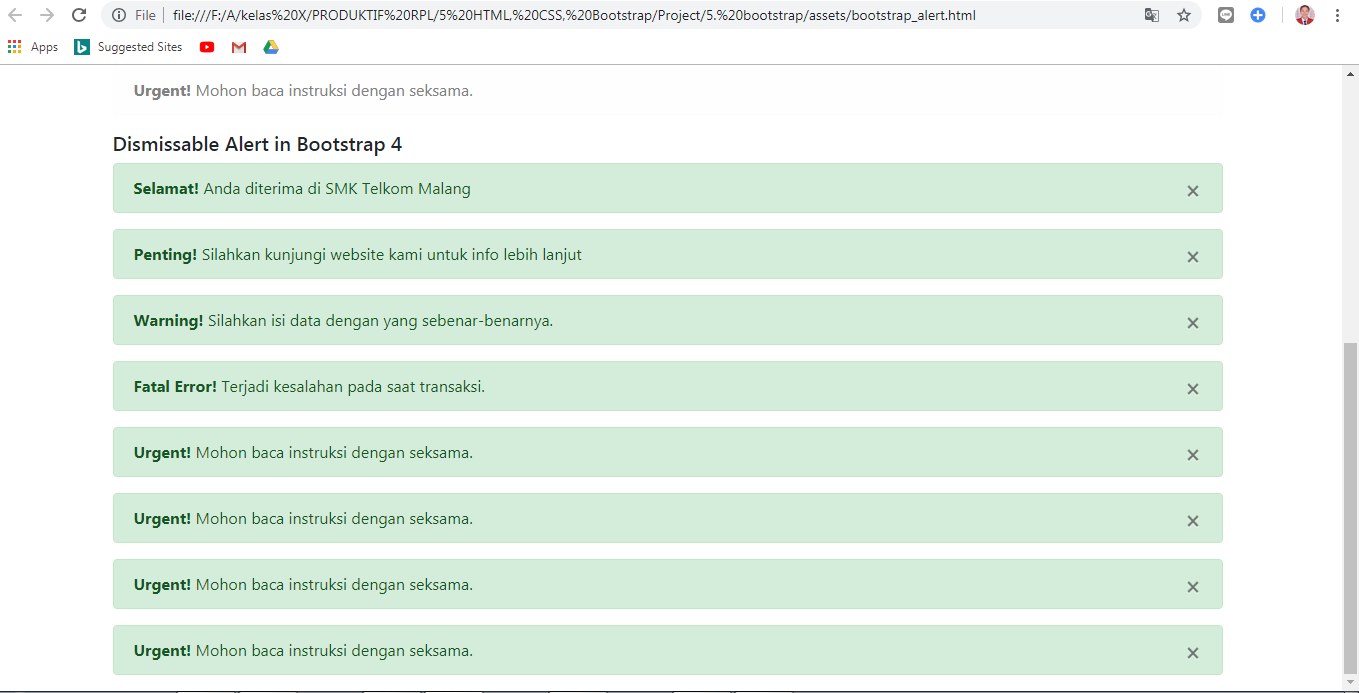 File file:///F:/A/kelas%20X/PRODUKTIF%20RPL/5%20HTML,%20CSS,%20Bootstrap/Project/5.%20bootstrap/assets/bootstrap_alert.html
Apps Suggested Sites
Urgent! Mohon baca instruksi dengan seksama.
Dismissable Alert in Bootstrap 4
Selamat! Anda diterima di SMK Telkom Malang ×
Penting! Silahkan kunjungi website kami untuk info lebih lanjut ×
Warning! Silahkan isi data dengan yang sebenar-benarnya. ×
Fatal Error! Terjadi kesalahan pada saat transaksi. ×
Urgent! Mohon baca instruksi dengan seksama. ×
Urgent! Mohon baca instruksi dengan seksama. ×
Urgent! Mohon baca instruksi dengan seksama. ×
Urgent! Mohon baca instruksi dengan seksama. ×